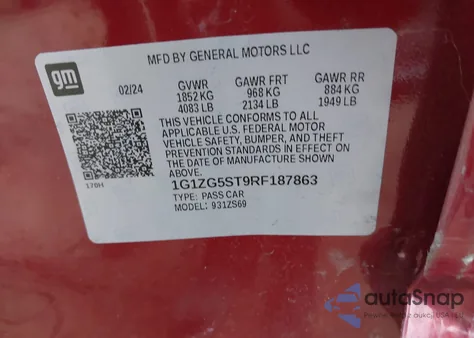 MFD BY GENERAL MOTORS LLC
gm
02/24 GVWR GAWR FRT GAWR RR
1852 KG 968 KG 884 KG
4083 LB 2134 LB 1949 LB
THIS VEHICLE CONFORMS TO ALL
APPLICABLE U.S. FEDERAL MOTOR
VEHICLE SAFETY, BUMPER, AND THEFT
PREVENTION STANDARDS IN EFFECT ON
THE DATE OF MANUFACTURE SHOWN
ABOVE.
170H
1G1ZG5ST9RF187863
TYPE: PASS CAR
MODEL: 931ZS69
autoSnap